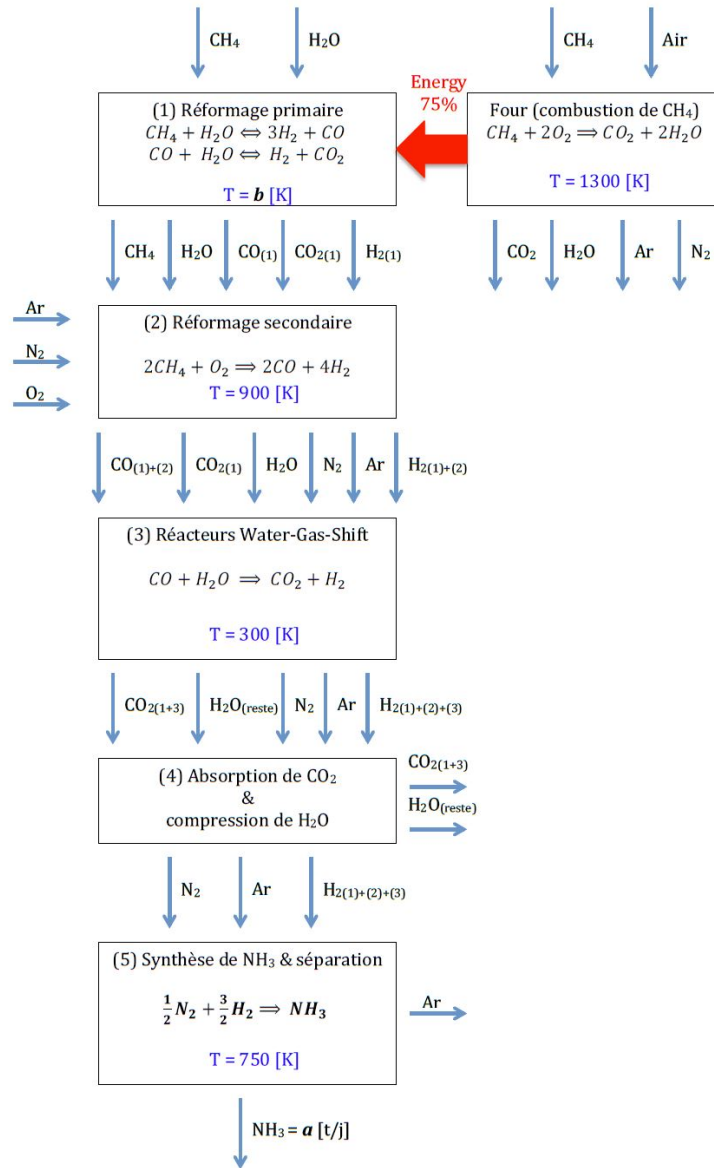 CH₄ H₂O CH₄ Air
Energy
75%
(1) Réformage primaire
CH₄ + H₂O ⇔ 3H₂ + CO
CO + H₂O ⇔ H₂ + CO₂
T = b [K]
Four (combustion de CH₄)
CH₄ + 2O₂ ⇒ CO₂ + 2H₂O
T = 1300 [K]
CH₄ H₂O CO₍₁₎ CO₂₍₁₎ H₂₍₁₎
CO₂ H₂O Ar N₂
Ar
N₂
O₂
(2) Réformage secondaire
2CH₄ + O₂ ⇒ 2CO + 4H₂
T = 900 [K]
CO₍₁₎₊₍₂₎ CO₂₍₁₎ H₂O N₂ Ar H₂₍₁₎₊₍₂₎
(3) Réacteurs Water-Gas-Shift
CO + H₂O ⇒ CO₂ + H₂
T = 300 [K]
CO₂₍₁₊₃₎ H₂O(reste) N₂ Ar H₂₍₁₎₊₍₂₎₊₍₃₎
(4) Absorption de CO₂
&
compression de H₂O
CO₂₍₁₊₃₎
H₂O(reste)
N₂ Ar H₂₍₁₎₊₍₂₎₊₍₃₎
(5) Synthèse de NH₃ & séparation
½N₂ + 3/2H₂ ⇒ NH₃
T = 750 [K]
Ar
NH₃ = a [t/j]